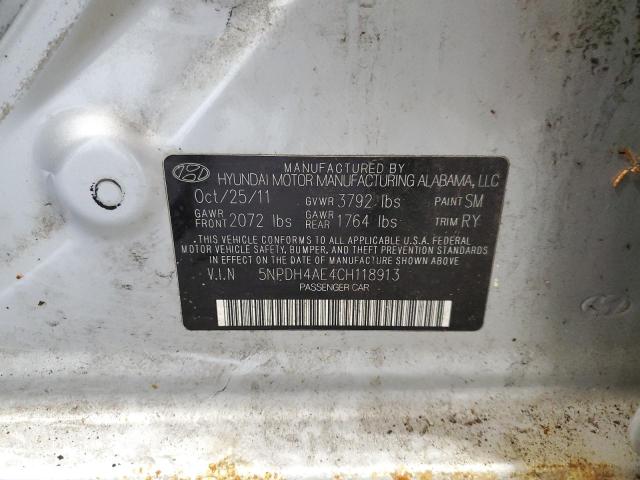 MANUFACTURED BY
HYUNDAI MOTOR MANUFACTURING ALABAMA, LLC
Oct/25/11 GVWR 3792 lbs PAINT SM
GAWR FRONT 2072 lbs GAWR REAR 1764 lbs TRIM RY
THIS VEHICLE CONFORMS TO ALL APPLICABLE U.S.A. FEDERAL
MOTOR VEHICLE SAFETY, BUMPER, AND THEFT PREVENTION STANDARDS
IN EFFECT ON THE DATE OF MANUFACTURE SHOWN ABOVE.
V.I.N 5NPDH4AE4CH118913
PASSENGER CAR